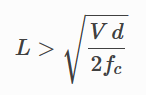 L > √(V d / 2f_c)